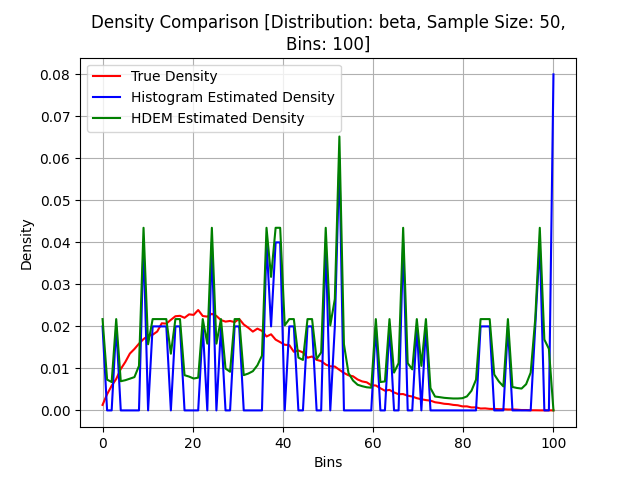 Density Comparison [Distribution: beta, Sample Size: 50,
Bins: 100]
True Density
Histogram Estimated Density
HDEM Estimated Density
Density
0.08
0.07
0.06
0.05
0.04
0.03
0.02
0.01
0.00
0 20 40 60 80 100
Bins